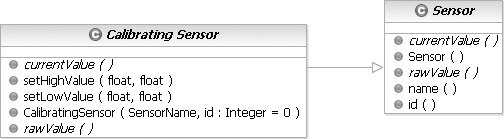 C Calibrating Sensor
currentValue ( )
setHighValue ( float, float )
setLowValue ( float, float )
CalibratingSensor ( SensorName, id : Integer = 0 )
rawValue ( )
C Sensor
currentValue ( )
Sensor ( )
rawValue ( )
name ( )
id ( )